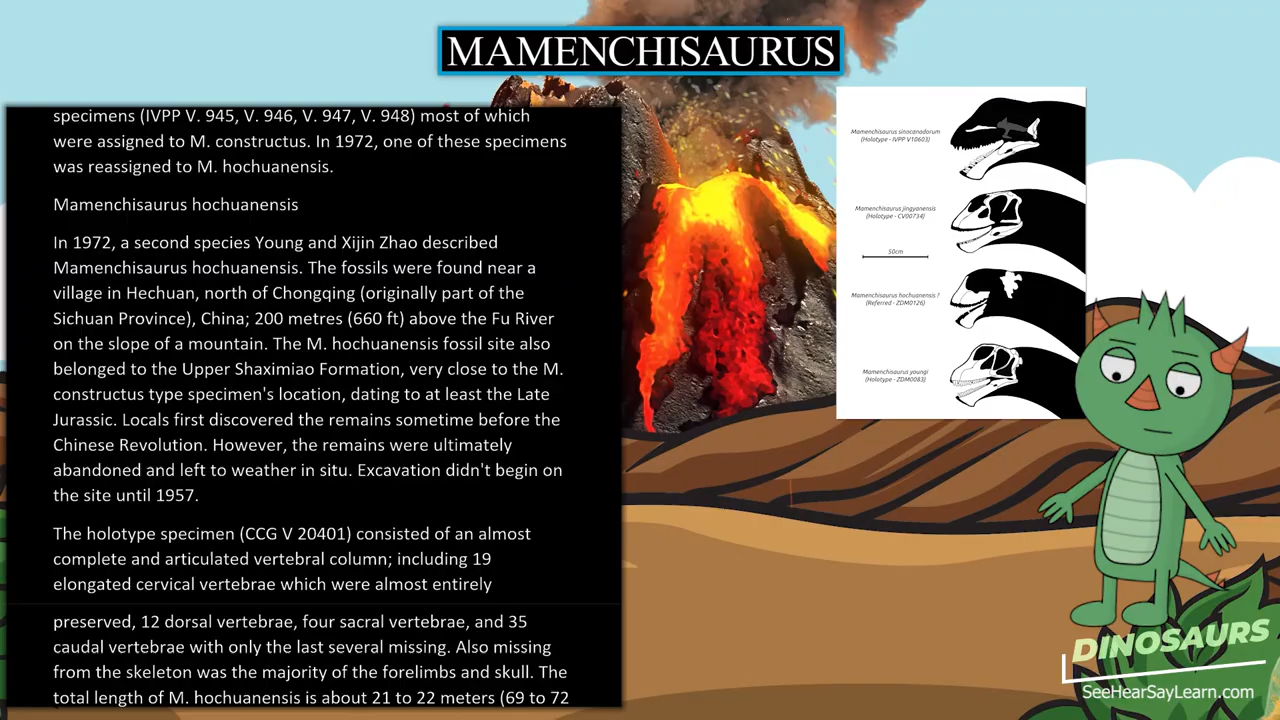 MAMENCHISAURUS
specimens (IVPP V. 945, V. 946, V. 947, V. 948) most of which
were assigned to M. constructus. In 1972, one of these specimens
was reassigned to M. hochuanensis.
Mamenchisaurus hochuanensis
In 1972, a second species Young and Xijin Zhao described
Mamenchisaurus hochuanensis. The fossils were found near a
village in Hechuan, north of Chongqing (originally part of the
Sichuan Province), China; 200 metres (660 ft) above the Fu River
on the slope of a mountain. The M. hochuanensis fossil site also
belonged to the Upper Shaximiao Formation, very close to the M.
constructus type specimen's location, dating to at least the Late
Jurassic. Locals first discovered the remains sometime before the
Chinese Revolution. However, the remains were ultimately
abandoned and left to weather in situ. Excavation didn't begin on
the site until 1957.
The holotype specimen (CCG V 20401) consisted of an almost
complete and articulated vertebral column; including 19
elongated cervical vertebrae which were almost entirely
preserved, 12 dorsal vertebrae, four sacral vertebrae, and 35
caudal vertebrae with only the last several missing. Also missing
from the skeleton was the majority of the forelimbs and skull. The
total length of M. hochuanensis is about 21 to 22 meters (69 to 72
Mamenchisaurus sinocanadorum
(Holotype - IVPP V10603)
Mamenchisaurus jingyanensis
(Holotype - CV00734)
50cm
Mamenchisaurus hochuanensis ?
(Referred - ZDM0126)
Mamenchisaurus youngi
(Holotype - ZDM0083)
DINOSAURS
SeeHearSayLearn.com